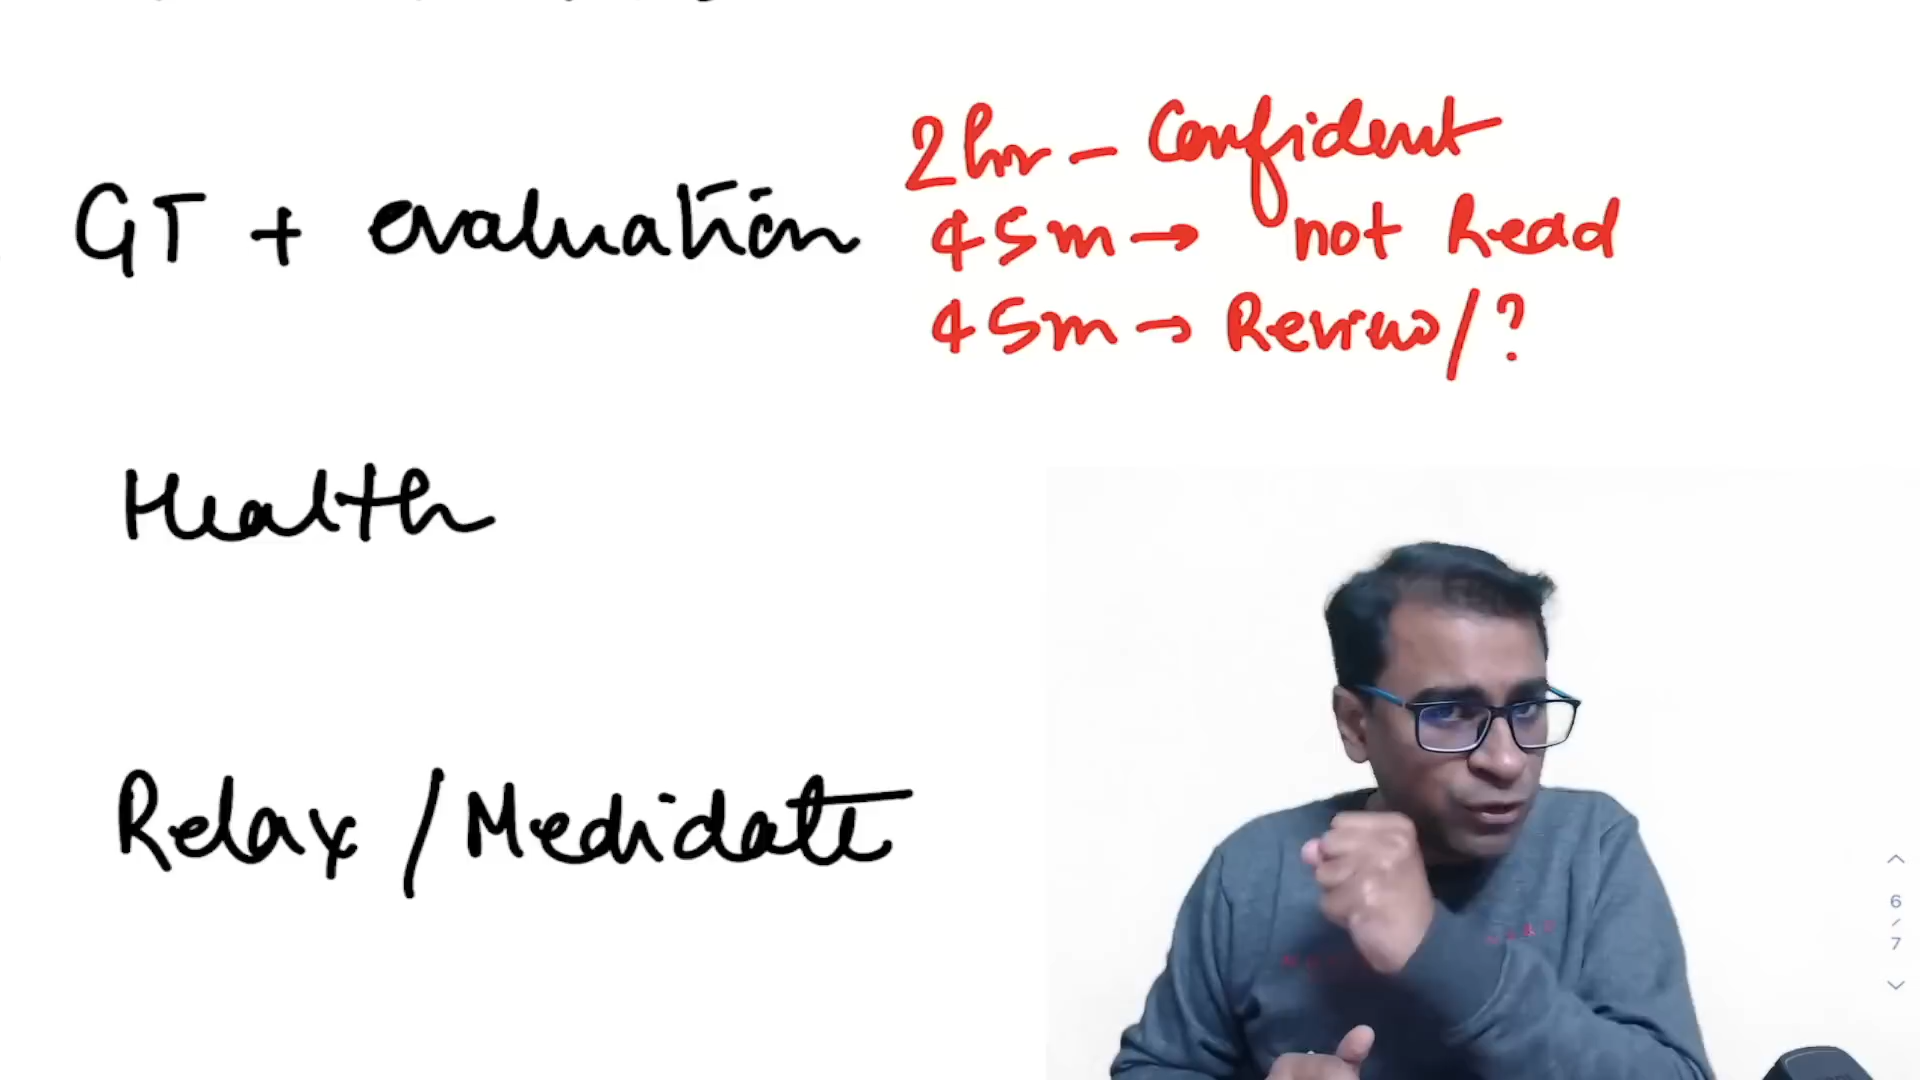 GT + evaluation
2hr - Confident
45m → not Read
45m → Review/?
Health
Relax / Medidate
6
/
7